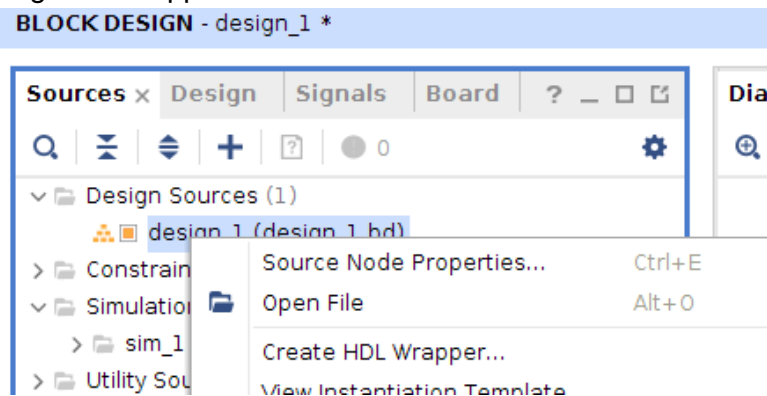 BLOCK DESIGN - design_1 *
Sources × Design Signals Board ? _ Dia
0
Design Sources (1)
design_1 (design_1.bd)
Source Node Properties... Ctrl+E
Constrain
Open File Alt+O
Simulation
sim_1
Create HDL Wrapper...
Utility Sou
View Instantiation Template